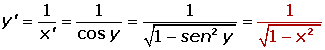 y' = 1/x' = 1/cos y = 1/√(1 − sen² y) = 1/√(1 − x²)